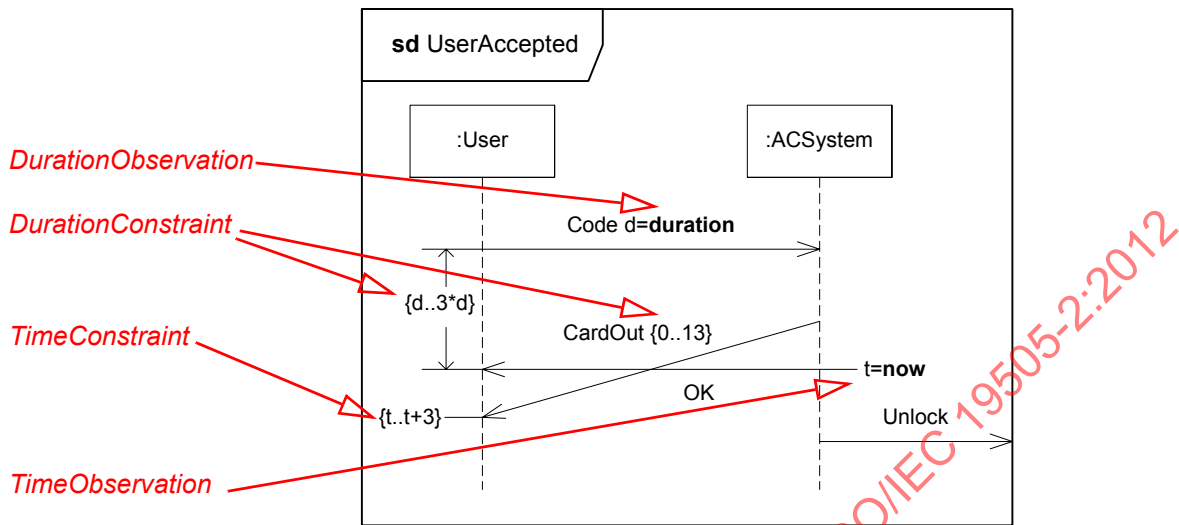 sd UserAccepted
:User
:ACSystem
DurationObservation
Code d=duration
DurationConstraint
{d..3*d}
CardOut {0..13}
TimeConstraint
t=now
OK
{t..t+3}
Unlock
TimeObservation
O/IEC 19505-2:2012